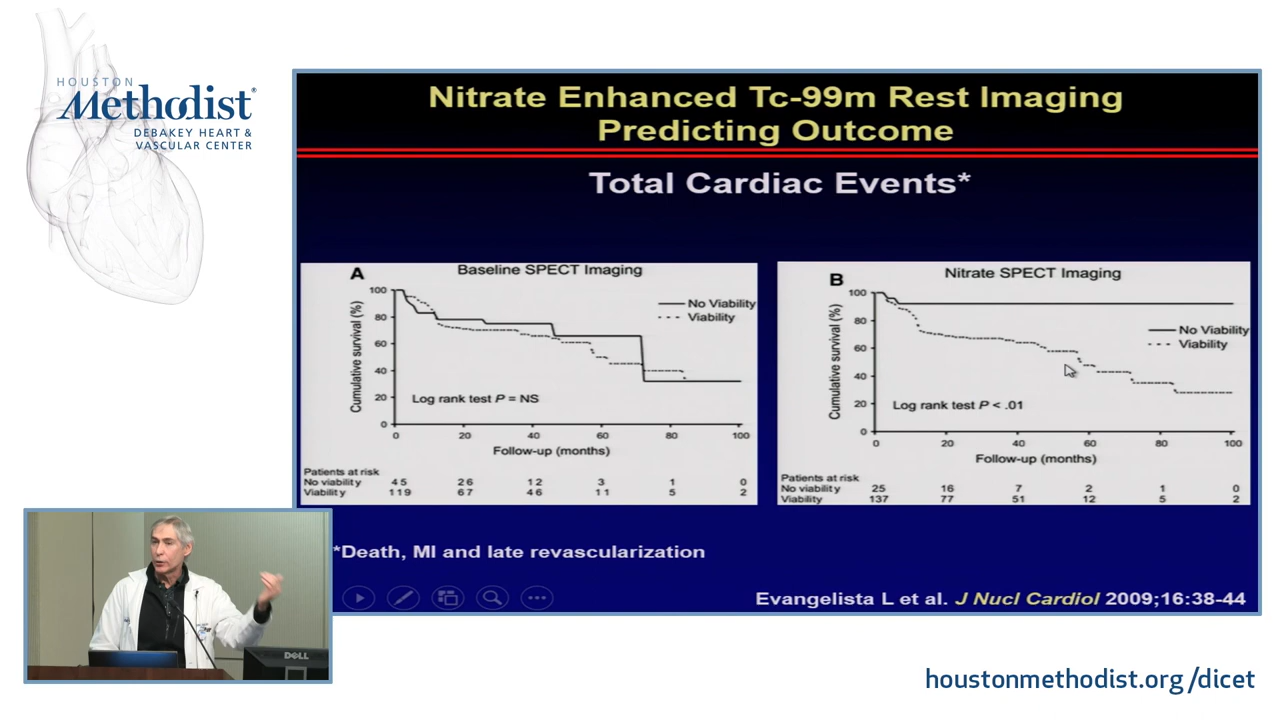 HOUSTON
Methodist®
DEBAKEY HEART &
VASCULAR CENTER
Nitrate Enhanced Tc-99m Rest Imaging
Predicting Outcome
Total Cardiac Events*
A
Baseline SPECT Imaging
Cumulative survival (%)
100
80
60
40
20
0
No Viability
Viability
Log rank test P = NS
0 20 40 60 80 100
Follow-up (months)
Patients at risk
No viability 45 26 12 3 1 0
Viability 119 67 46 11 5 2
B
Nitrate SPECT Imaging
Cumulative survival (%)
100
80
60
40
20
0
No Viability
Viability
Log rank test P < .01
0 20 40 60 80 100
Follow-up (months)
Patients at risk
No viability 25 16 7 2 1 0
Viability 137 77 51 12 5 2
*Death, MI and late revascularization
Evangelista L et al. J Nucl Cardiol 2009;16:38-44
DELL
houstonmethodist.org/dicet